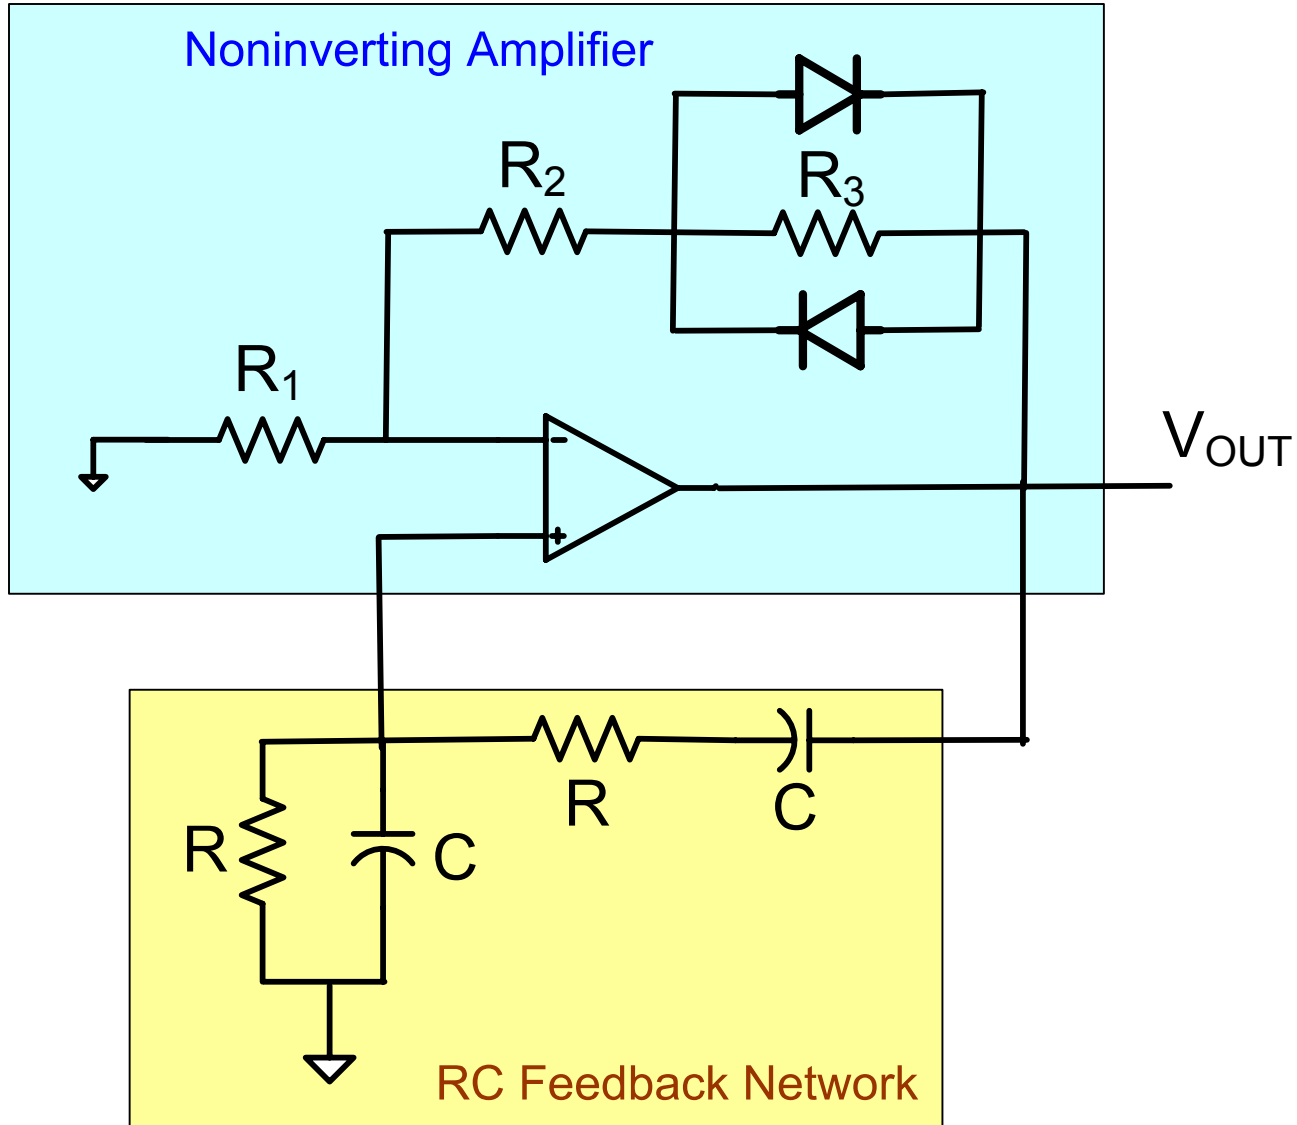 Noninverting Amplifier
R2
R3
R1
−
+
VOUT
R
C
R
C
RC Feedback Network